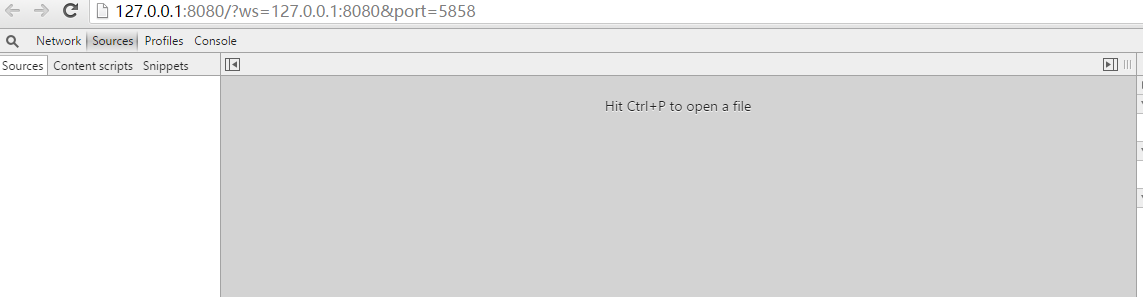 127.0.0.1:8080/?ws=127.0.0.1:8080&port=5858
Network Sources Profiles Console
Sources Content scripts Snippets
Hit Ctrl+P to open a file